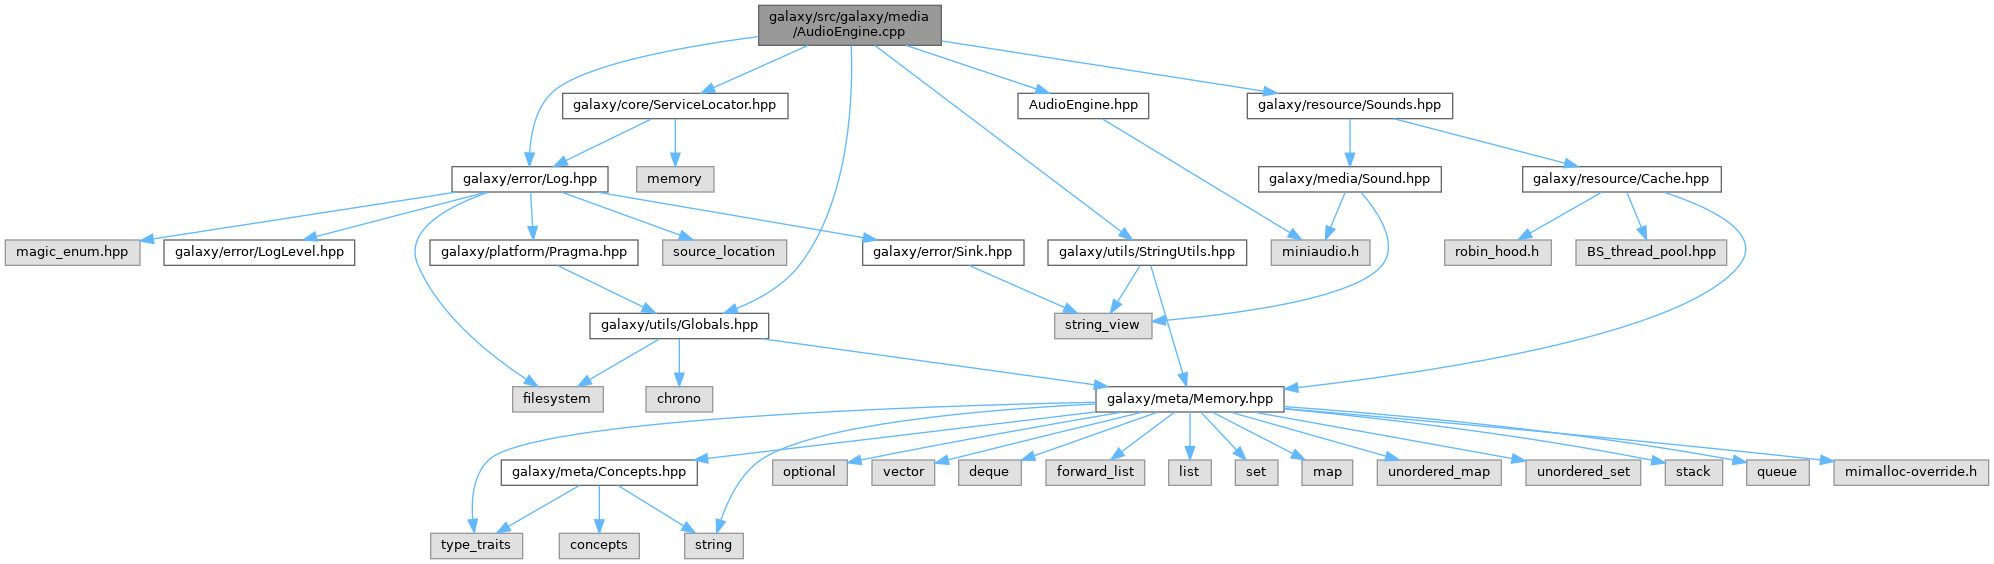 galaxy/src/galaxy/media
/AudioEngine.cpp
galaxy/core/ServiceLocator.hpp
AudioEngine.hpp
galaxy/resource/Sounds.hpp
galaxy/error/Log.hpp
memory
galaxy/media/Sound.hpp
galaxy/resource/Cache.hpp
magic_enum.hpp
galaxy/error/LogLevel.hpp
galaxy/platform/Pragma.hpp
source_location
galaxy/error/Sink.hpp
galaxy/utils/StringUtils.hpp
miniaudio.h
robin_hood.h
BS_thread_pool.hpp
galaxy/utils/Globals.hpp
string_view
filesystem
chrono
galaxy/meta/Memory.hpp
galaxy/meta/Concepts.hpp
optional
vector
deque
forward_list
list
set
map
unordered_map
unordered_set
stack
queue
mimalloc-override.h
type_traits
concepts
string